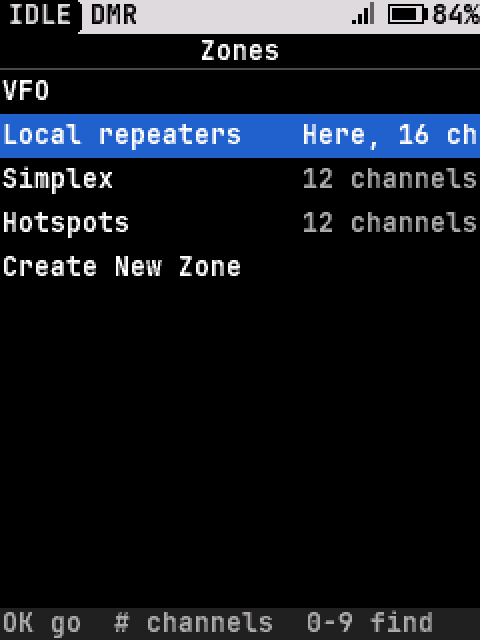 IDLE DMR 84%
Zones
VFO
Local repeaters Here, 16 ch
Simplex 12 channels
Hotspots 12 channels
Create New Zone
OK go # channels 0-9 find